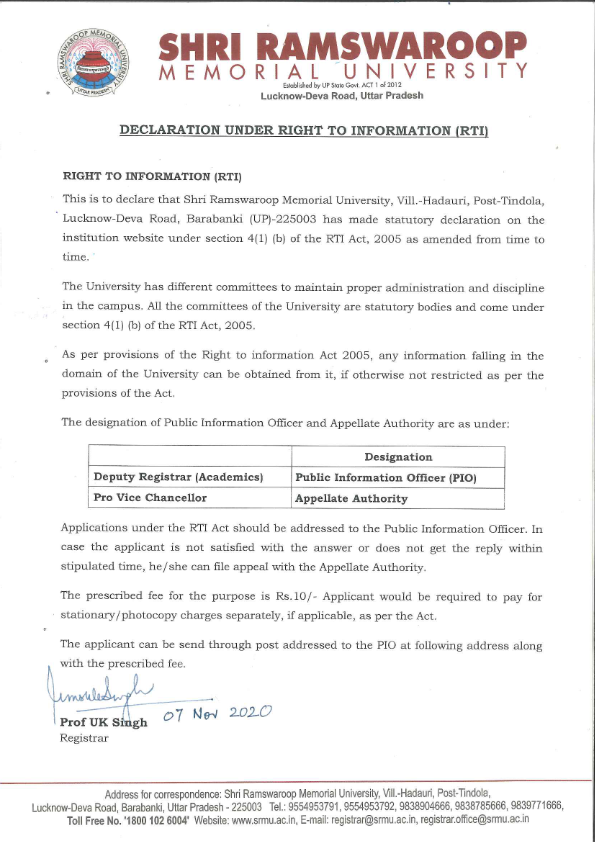 SHRI RAMSWAROOP MEMORIAL UNIVERSITY
UTTAR PRADESH
SHRI RAMSWAROOP
MEMORIAL UNIVERSITY
Established by UP State Govt. ACT 1 of 2012
Lucknow-Deva Road, Uttar Pradesh
DECLARATION UNDER RIGHT TO INFORMATION (RTI)
RIGHT TO INFORMATION (RTI)
This is to declare that Shri Ramswaroop Memorial University, Vill.-Hadauri, Post-Tindola,
Lucknow-Deva Road, Barabanki (UP)-225003 has made statutory declaration on the
institution website under section 4(1) (b) of the RTI Act, 2005 as amended from time to
time.
The University has different committees to maintain proper administration and discipline
in the campus. All the committees of the University are statutory bodies and come under
section 4(1) (b) of the RTI Act, 2005.
As per provisions of the Right to information Act 2005, any information falling in the
domain of the University can be obtained from it, if otherwise not restricted as per the
provisions of the Act.
The designation of Public Information Officer and Appellate Authority are as under:
Designation
Deputy Registrar (Academics) Public Information Officer (PIO)
Pro Vice Chancellor Appellate Authority
Applications under the RTI Act should be addressed to the Public Information Officer. In
case the applicant is not satisfied with the answer or does not get the reply within
stipulated time, he/she can file appeal with the Appellate Authority.
The prescribed fee for the purpose is Rs.10/- Applicant would be required to pay for
stationary/photocopy charges separately, if applicable, as per the Act.
The applicant can be send through post addressed to the PIO at following address along
with the prescribed fee.
Prof UK Singh 07 Nov 2020
Registrar
Address for correspondence: Shri Ramswaroop Memorial University, Vill.-Hadauri, Post-Tindola,
Lucknow-Deva Road, Barabanki, Uttar Pradesh - 225003 Tel.: 9554953791, 9554953792, 9838904666, 9838785666, 9839771666,
Toll Free No. '1800 102 6004' Website: www.srmu.ac.in, E-mail: registrar@srmu.ac.in, registrar.office@srmu.ac.in